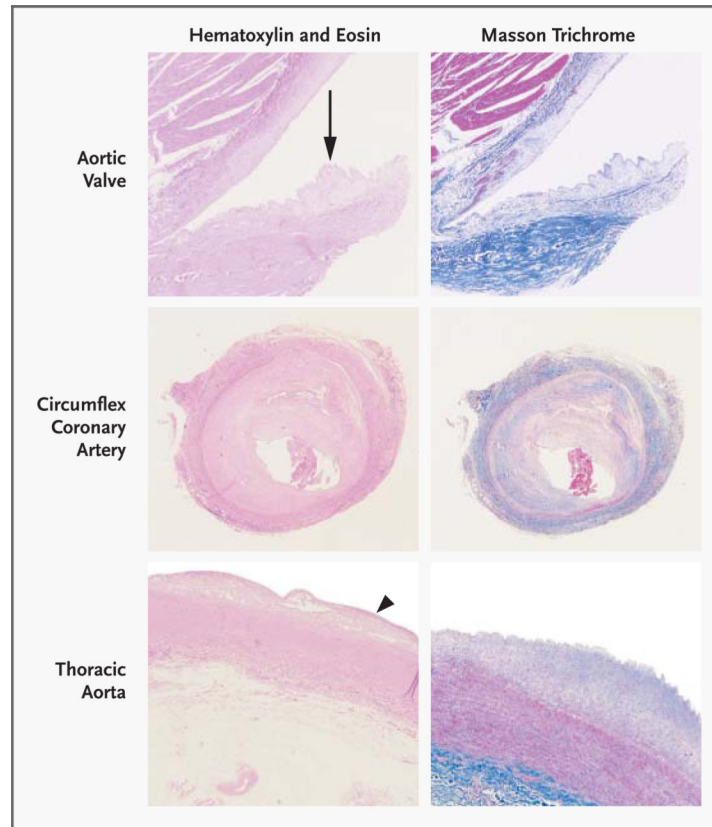 Hematoxylin and Eosin
Masson Trichrome
Aortic
Valve
Circumflex
Coronary
Artery
Thoracic
Aorta